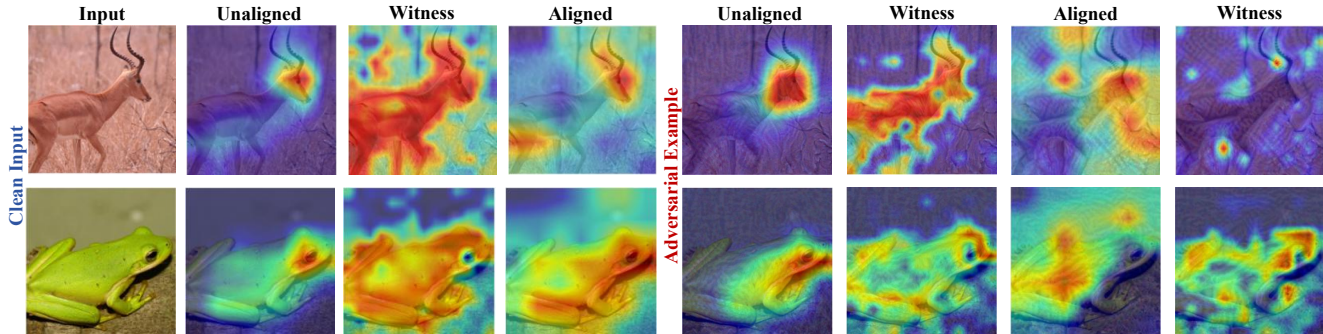 Input Unaligned Witness Aligned Unaligned Witness Aligned Witness
Clean Input
Adversarial Example